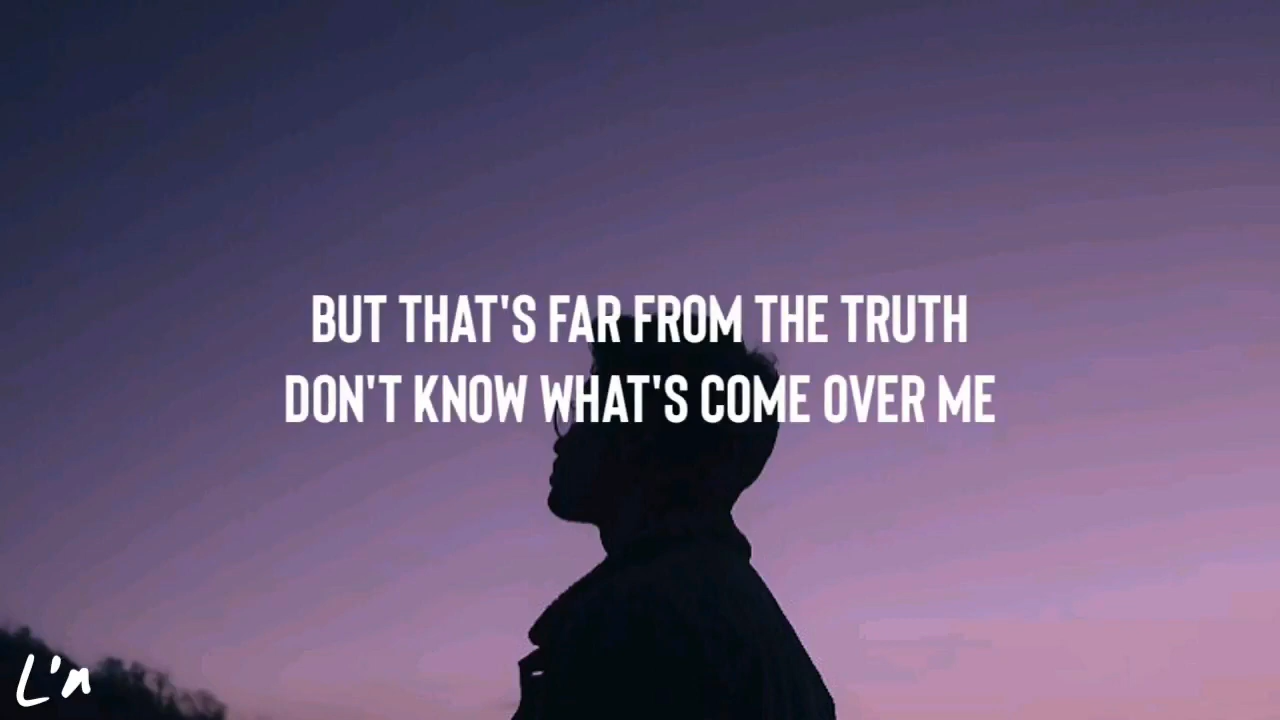 BUT THAT'S FAR FROM THE TRUTH
DON'T KNOW WHAT'S COME OVER ME
L'n